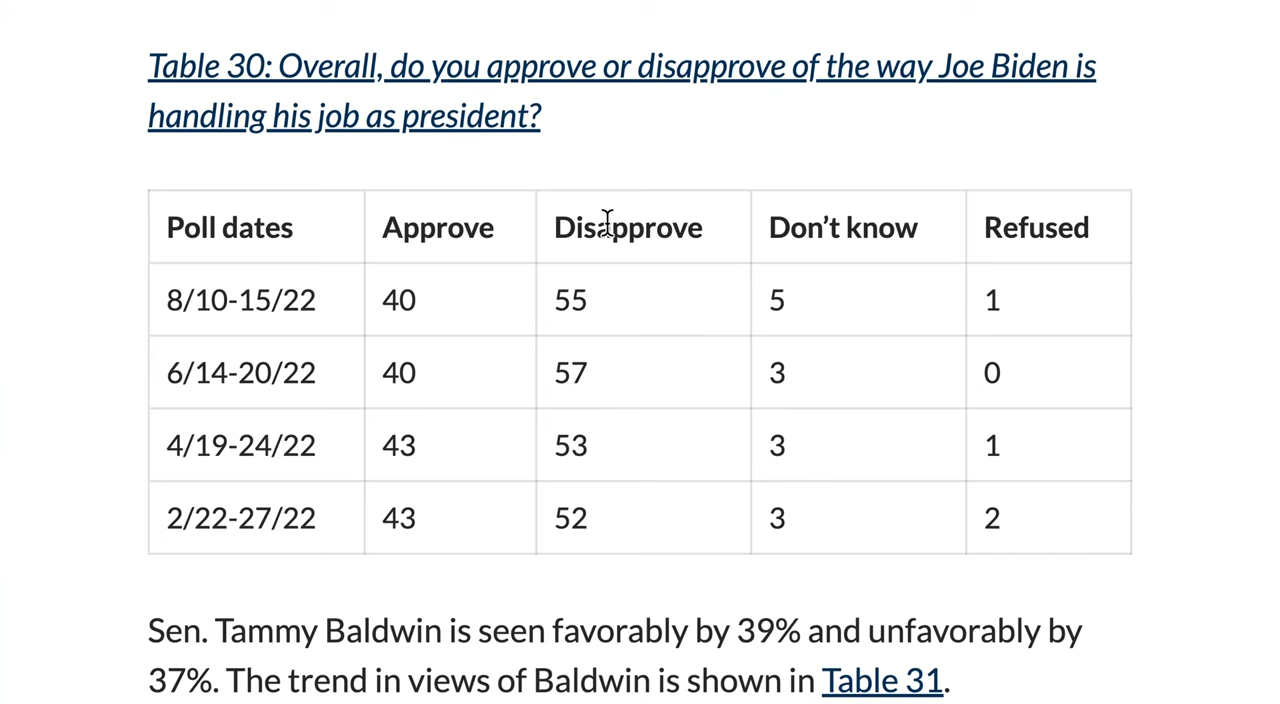 Table 30: Overall, do you approve or disapprove of the way Joe Biden is
handling his job as president?
Poll dates Approve Disapprove Don’t know Refused
8/10-15/22 40 55 5 1
6/14-20/22 40 57 3 0
4/19-24/22 43 53 3 1
2/22-27/22 43 52 3 2
Sen. Tammy Baldwin is seen favorably by 39% and unfavorably by
37%. The trend in views of Baldwin is shown in Table 31.